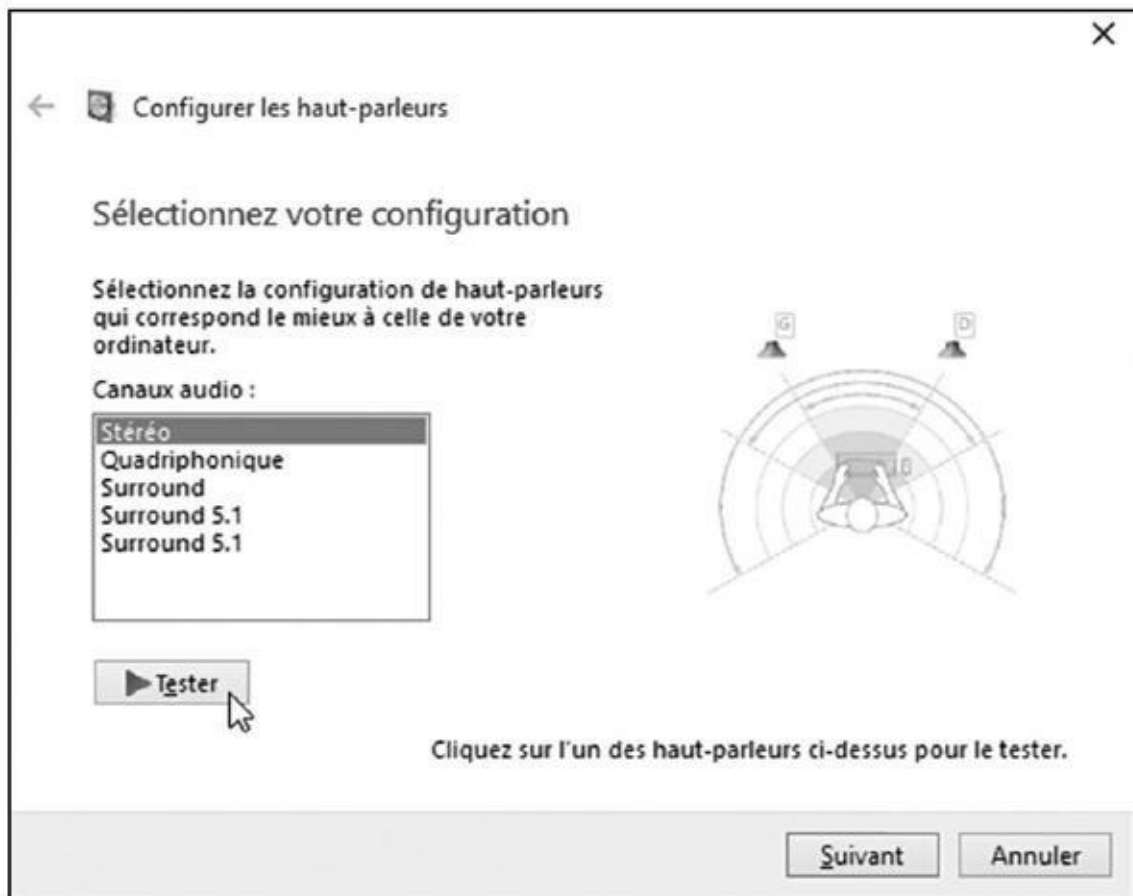 Configurer les haut-parleurs
Sélectionnez votre configuration
Sélectionnez la configuration de haut-parleurs
qui correspond le mieux à celle de votre
ordinateur.
Canaux audio :
Stéréo
Quadriphonique
Surround
Surround 5.1
Surround 5.1
G
D
Tester
Cliquez sur l'un des haut-parleurs ci-dessus pour le tester.
Suivant
Annuler